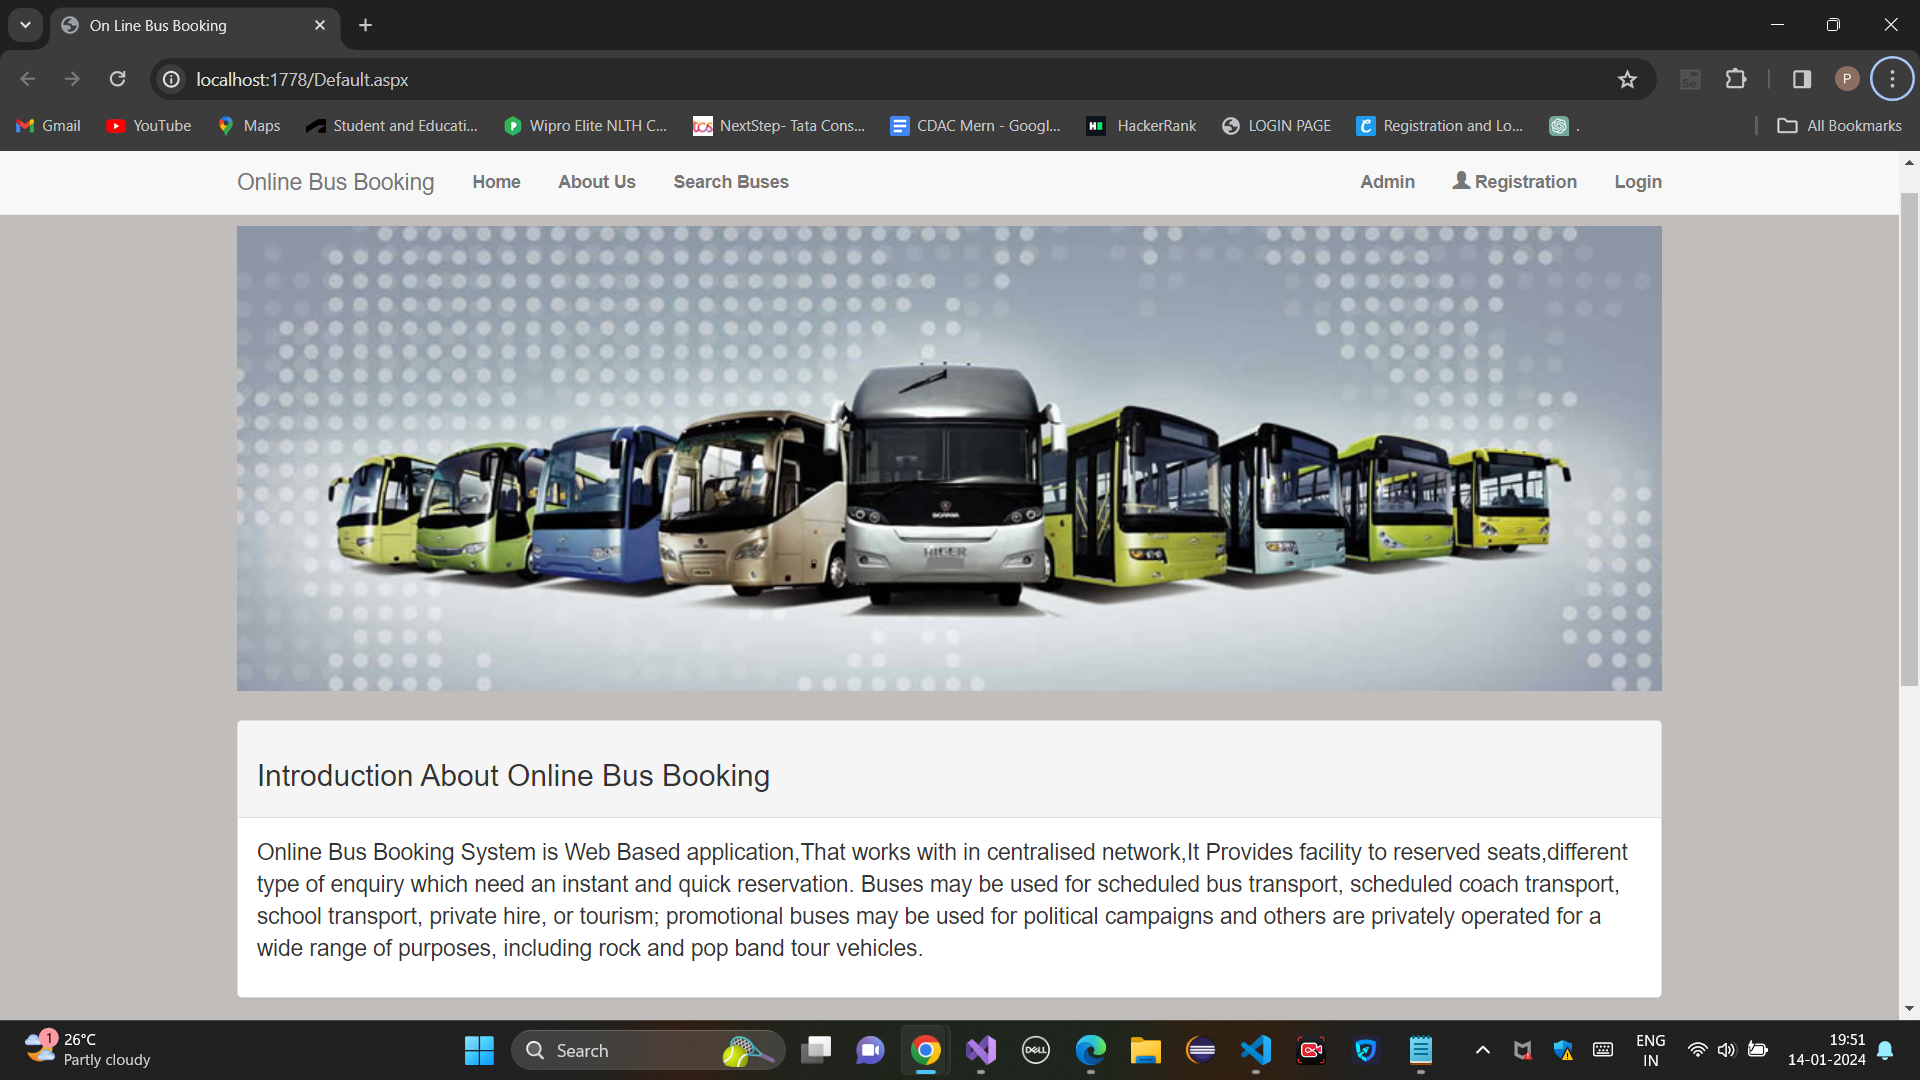 On Line Bus Booking
localhost:1778/Default.aspx
P
Gmail
YouTube
Maps
Student and Educati...
Wipro Elite NLTH C...
NextStep- Tata Cons...
CDAC Mern - Googl...
HackerRank
LOGIN PAGE
Registration and Lo...
.
All Bookmarks
Online Bus Booking
Home
About Us
Search Buses
Admin
Registration
Login
SCANIA
HIGER
Introduction About Online Bus Booking
Online Bus Booking System is Web Based application,That works with in centralised network,It Provides facility to reserved seats,different
type of enquiry which need an instant and quick reservation. Buses may be used for scheduled bus transport, scheduled coach transport,
school transport, private hire, or tourism; promotional buses may be used for political campaigns and others are privately operated for a
wide range of purposes, including rock and pop band tour vehicles.
1
26°C
Partly cloudy
Search
DELL
ENG
IN
19:51
14-01-2024